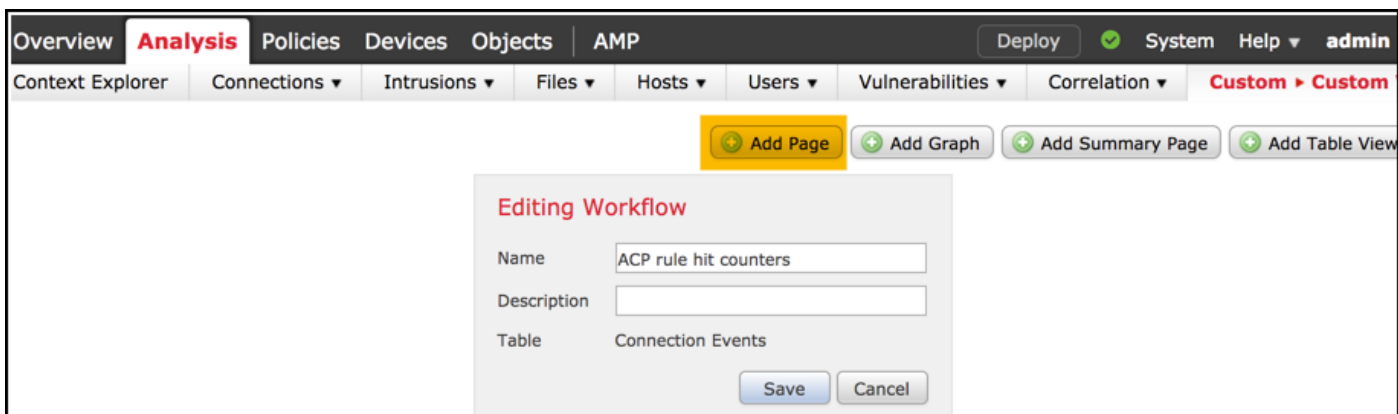 Overview Analysis Policies Devices Objects AMP Deploy System Help ▾ admin
Context Explorer Connections ▾ Intrusions ▾ Files ▾ Hosts ▾ Users ▾ Vulnerabilities ▾ Correlation ▾ Custom ▸ Custom
Add Page Add Graph Add Summary Page Add Table View
Editing Workflow
Name ACP rule hit counters
Description
Table Connection Events
Save Cancel